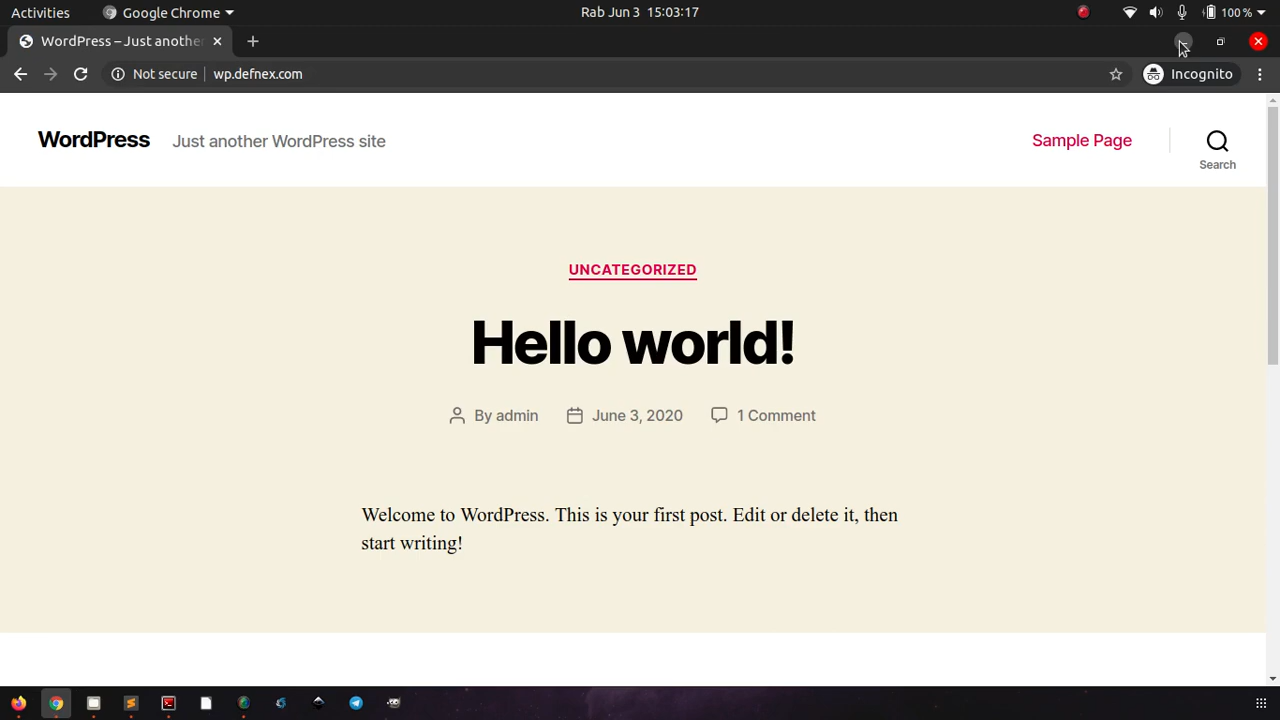 Activities Google Chrome Rab Jun 3 15:03:17 100 %
WordPress – Just anothe
Not secure wp.defnex.com Incognito
WordPress Just another WordPress site Sample Page
Search
UNCATEGORIZED
Hello world!
By admin June 3, 2020 1 Comment
Welcome to WordPress. This is your first post. Edit or delete it, then
start writing!